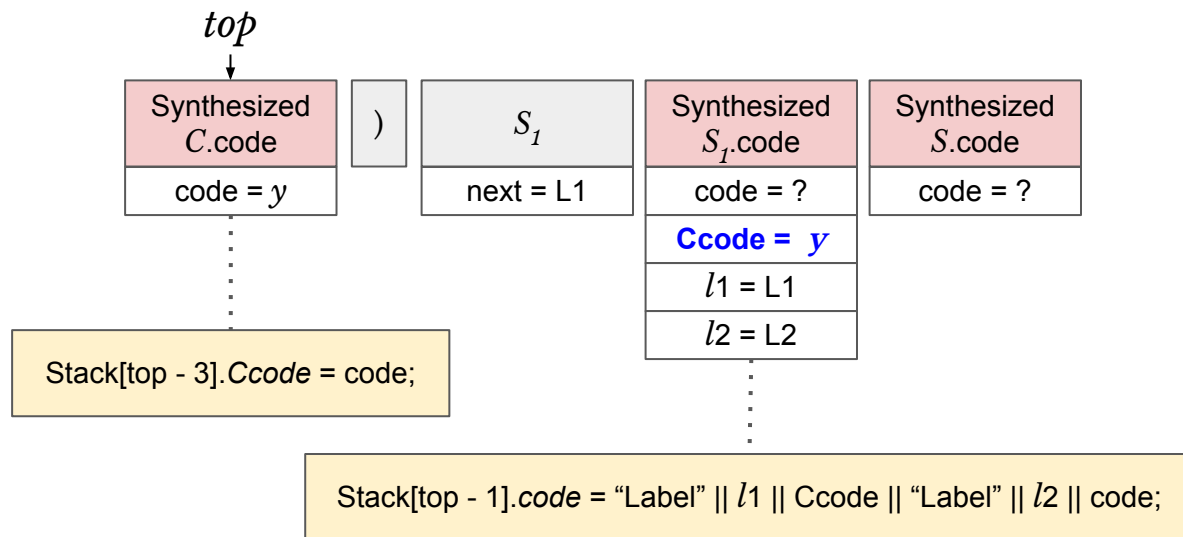 top
Synthesized
C.code
)
S1
Synthesized
S1.code
Synthesized
S.code
code = y
next = L1
code = ?
code = ?
Ccode = y
l1 = L1
l2 = L2
Stack[top - 3].Ccode = code;
Stack[top - 1].code = “Label” || l1 || Ccode || “Label” || l2 || code;